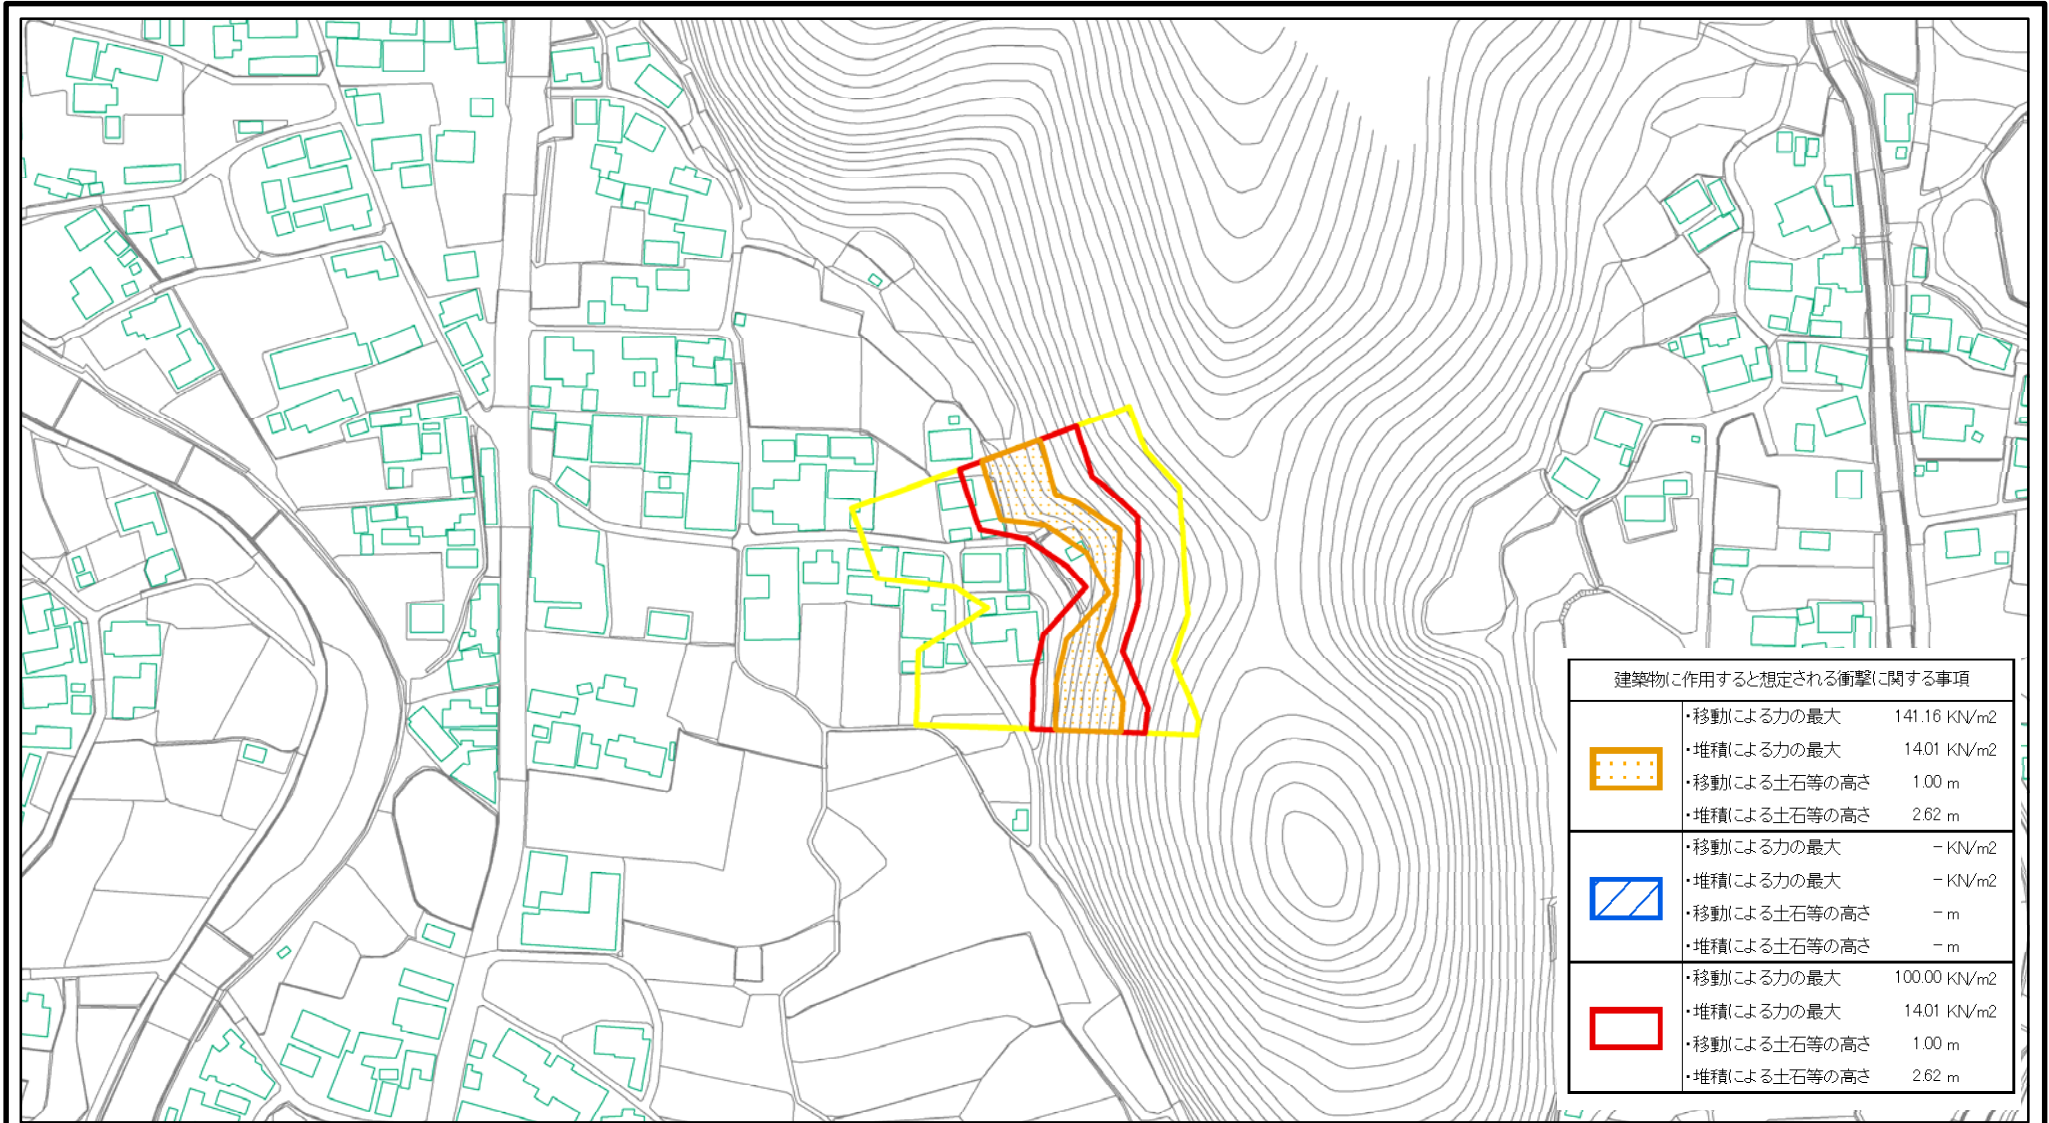 建築物に作用すると想定される衝撃に関する事項
・移動による力の最大 141.16 KN/m2
・堆積による力の最大 14.01 KN/m2
・移動による土石等の高さ 1.00 m
・堆積による土石等の高さ 2.62 m
・移動による力の最大 - KN/m2
・堆積による力の最大 - KN/m2
・移動による土石等の高さ - m
・堆積による土石等の高さ - m
・移動による力の最大 100.00 KN/m2
・堆積による力の最大 14.01 KN/m2
・移動による土石等の高さ 1.00 m
・堆積による土石等の高さ 2.62 m